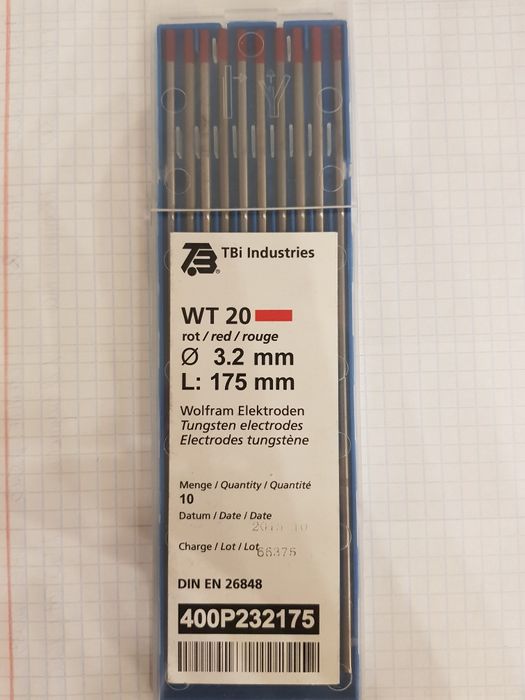 TBi Industries
WT 20
rot / red / rouge
Ø 3.2 mm
L: 175 mm
Wolfram Elektroden
Tungsten electrodes
Electrodes tungstène
Menge / Quantity / Quantité
10
Datum / Date / Date
Charge / Lot / Lot 66375
DIN EN 26848
400P232175